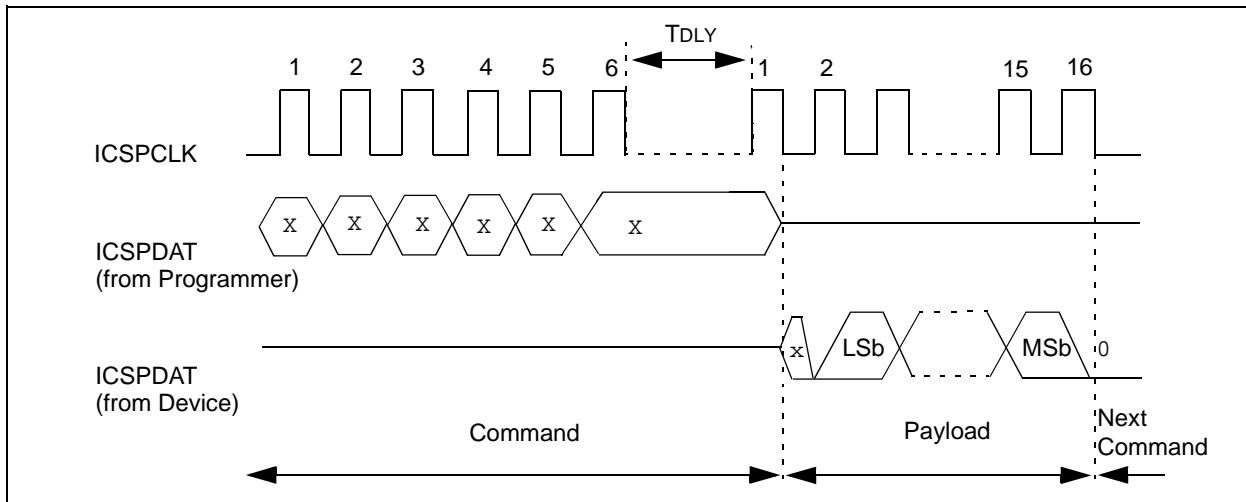 TDLY
1 2 3 4 5 6 1 2 15 16
ICSPCLK
x x x x x x
ICSPDAT
(from Programmer)
x LSb MSb 0
ICSPDAT
(from Device)
Command Payload Next
Command